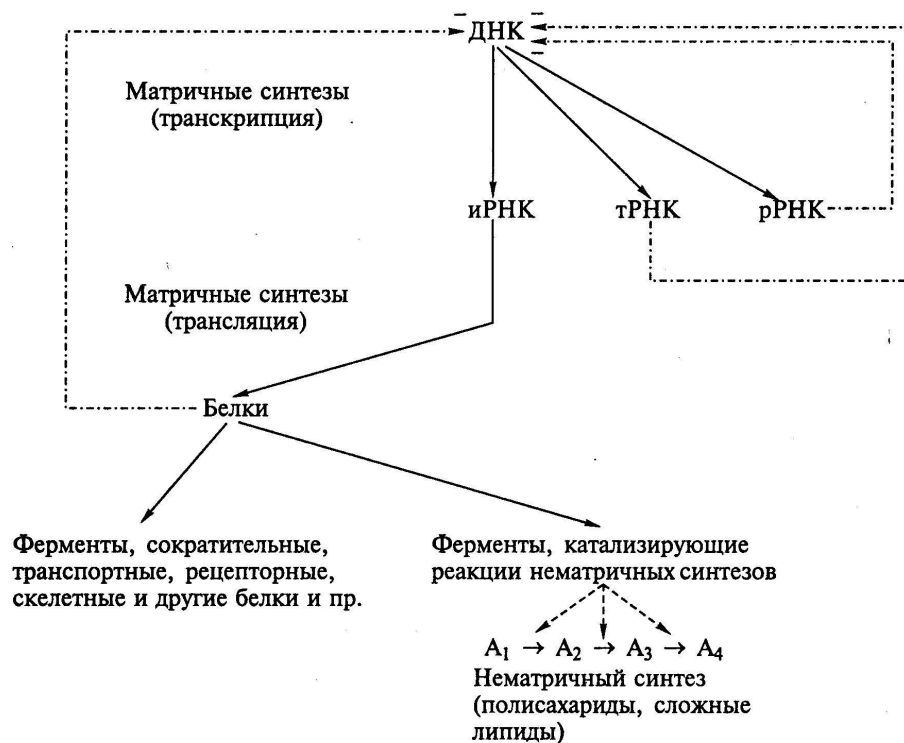 ДНК
Матричные синтезы
(транскрипция)
иРНК тРНК рРНК
Матричные синтезы
(трансляция)
Белки
Ферменты, сократительные,
транспортные, рецепторные,
скелетные и другие белки и пр.
Ферменты, катализирующие
реакции нематричных синтезов
A₁ → A₂ → A₃ → A₄
Нематричный синтез
(полисахариды, сложные
липиды)